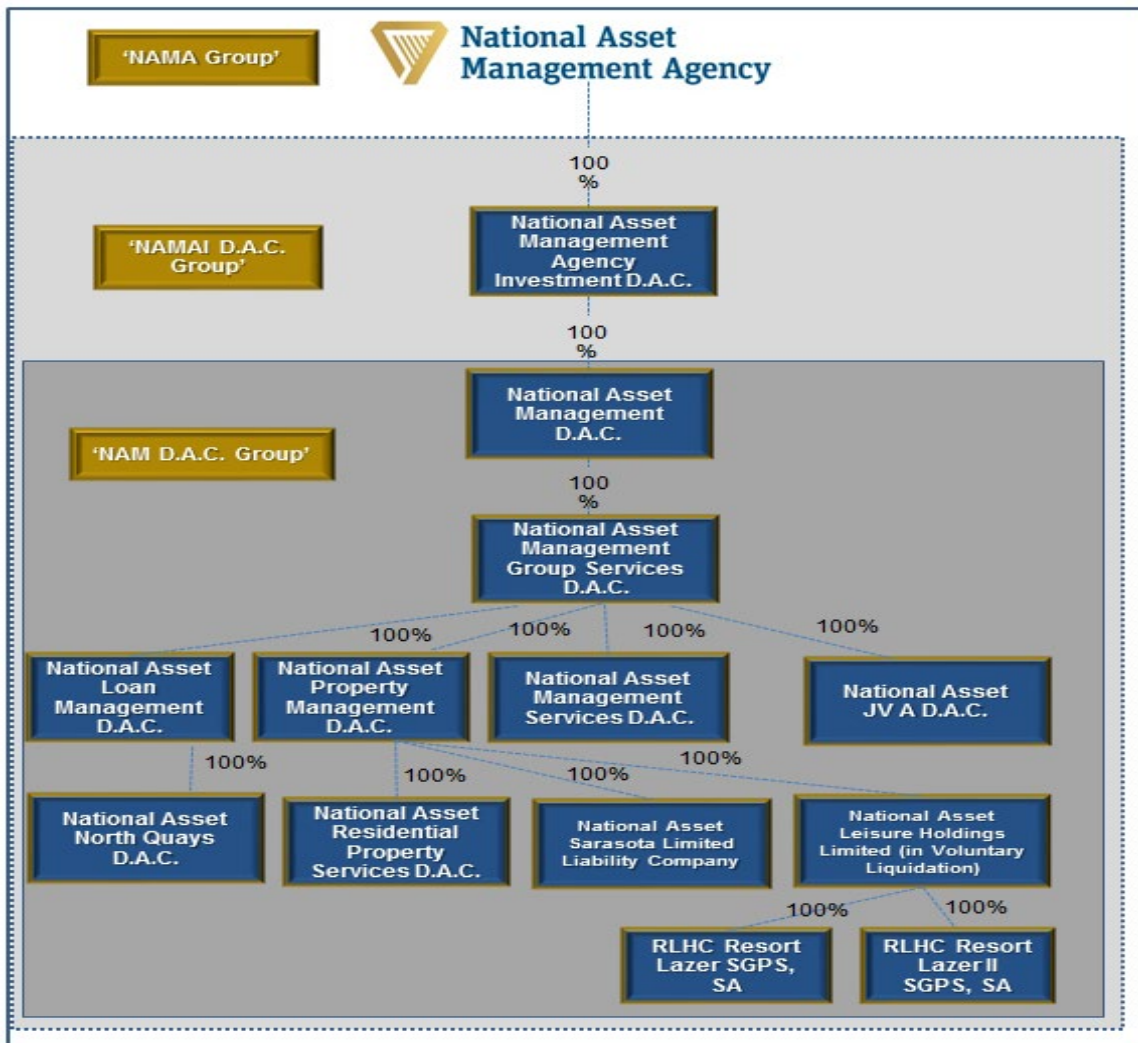 ‘NAMA Group’
National Asset
Management Agency
100
%
‘NAMAI D.A.C.
Group’
National Asset
Management
Agency
Investment D.A.C.
100
%
National Asset
Management
D.A.C.
‘NAM D.A.C. Group’
100
%
National Asset
Management
Group Services
D.A.C.
100%
100%
100%
100%
National Asset
Loan
Management
D.A.C.
National Asset
Property
Management
D.A.C.
National Asset
Management
Services D.A.C.
National Asset
JV A D.A.C.
100%
100%
100%
100%
National Asset
North Quays
D.A.C.
National Asset
Residential
Property
Services D.A.C.
National Asset
Sarasota Limited
Liability Company
National Asset
Leisure Holdings
Limited (in Voluntary
Liquidation)
100%
100%
RLHC Resort
Lazer SGPS,
SA
RLHC Resort
Lazer II
SGPS, SA